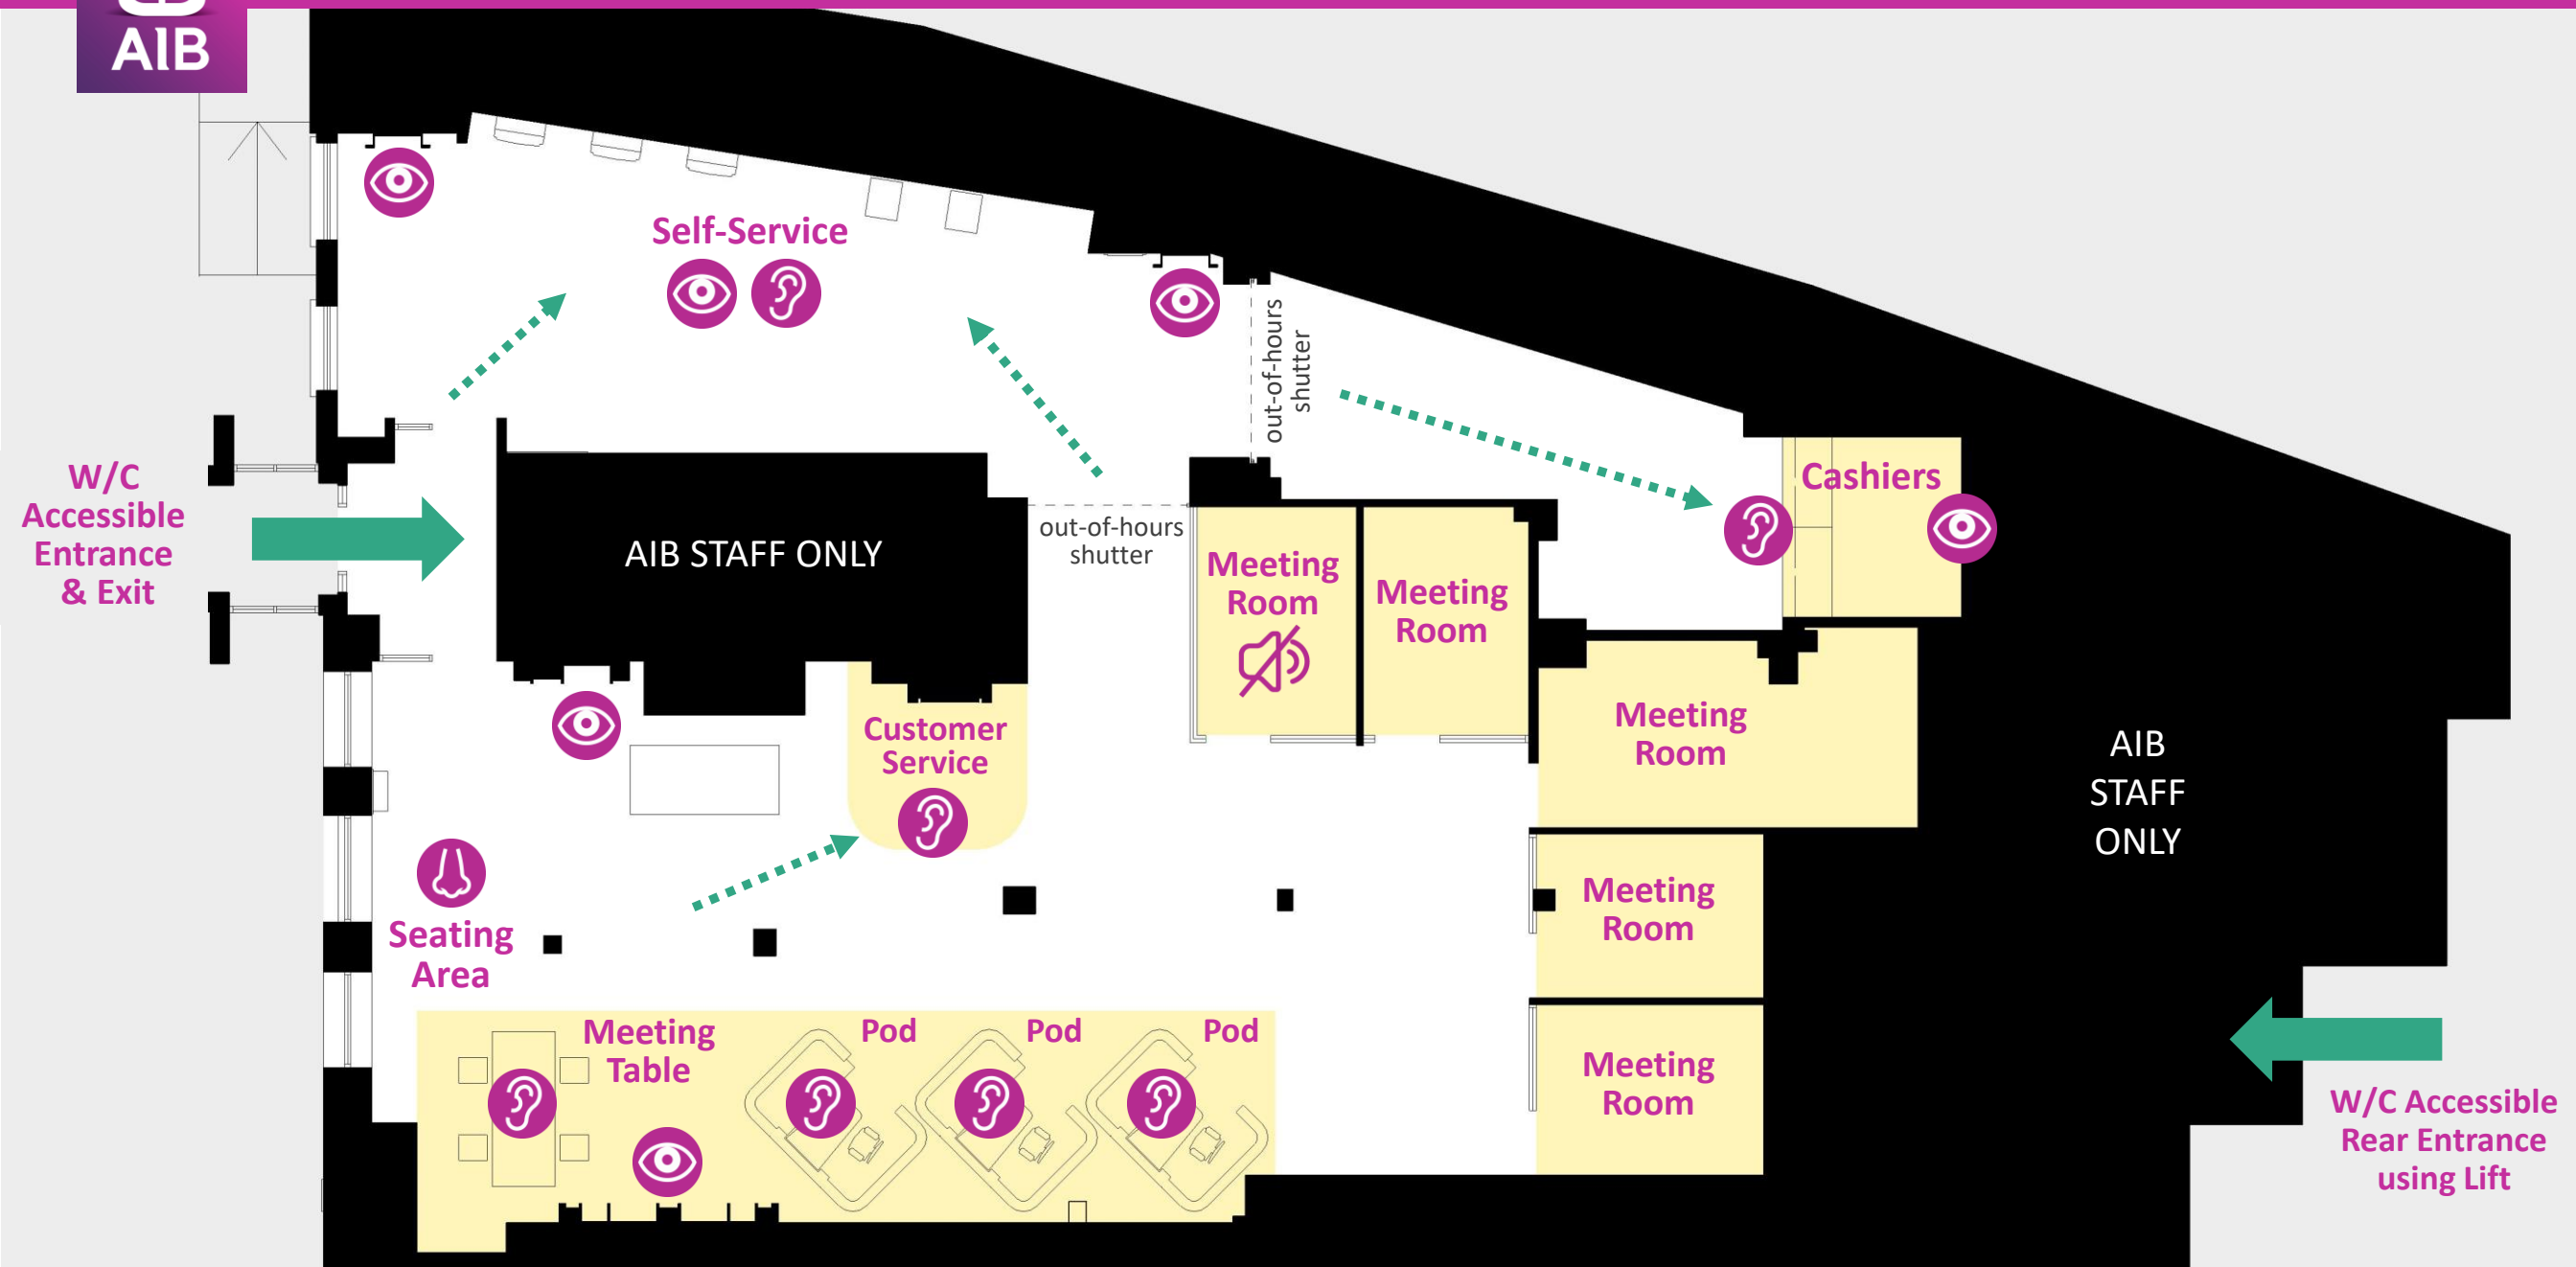 AIB
Self-Service
out-of-hours
shutter
W/C
Accessible
Entrance
& Exit
Cashiers
AIB STAFF ONLY
out-of-hours
shutter
Meeting
Room
Meeting
Room
Meeting
Room
Customer
Service
AIB
STAFF
ONLY
Meeting
Room
Seating
Area
Meeting
Table
Pod
Pod
Pod
Meeting
Room
W/C Accessible
Rear Entrance
using Lift